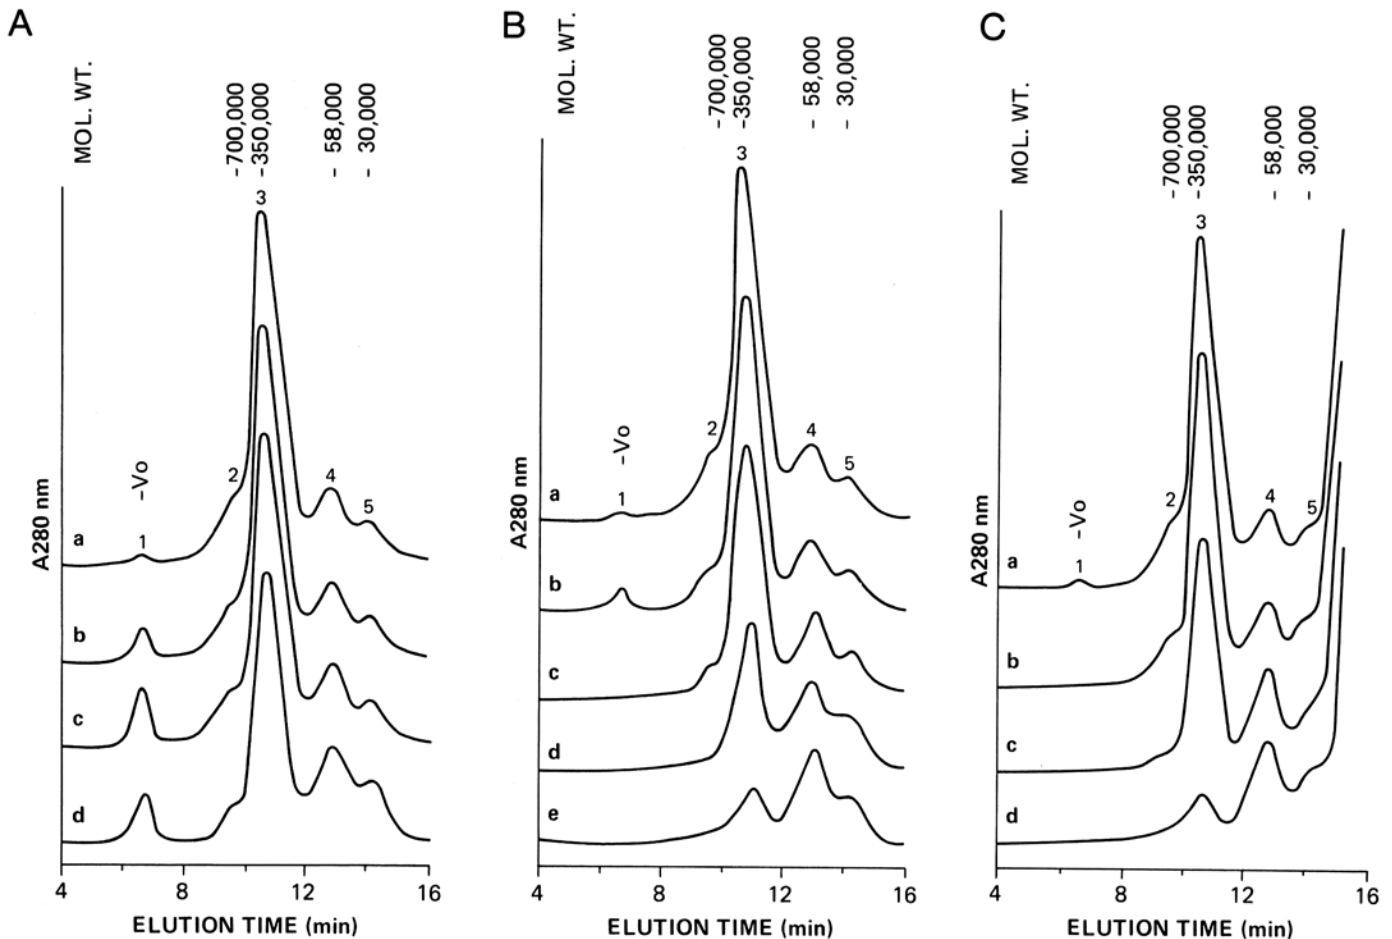 A
MOL. WT.
-700,000
-350,000
- 58,000
- 30,000
A280 nm
-Vo
1
2
3
4
5
a
b
c
d
4
8
12
16
ELUTION TIME (min)
B
MOL. WT.
-700,000
-350,000
- 58,000
- 30,000
A280 nm
-Vo
1
2
3
4
5
a
b
c
d
e
4
8
12
16
ELUTION TIME (min)
C
MOL. WT.
-700,000
-350,000
- 58,000
- 30,000
A280 nm
-Vo
1
2
3
4
5
a
b
c
d
4
8
12
16
ELUTION TIME (min)